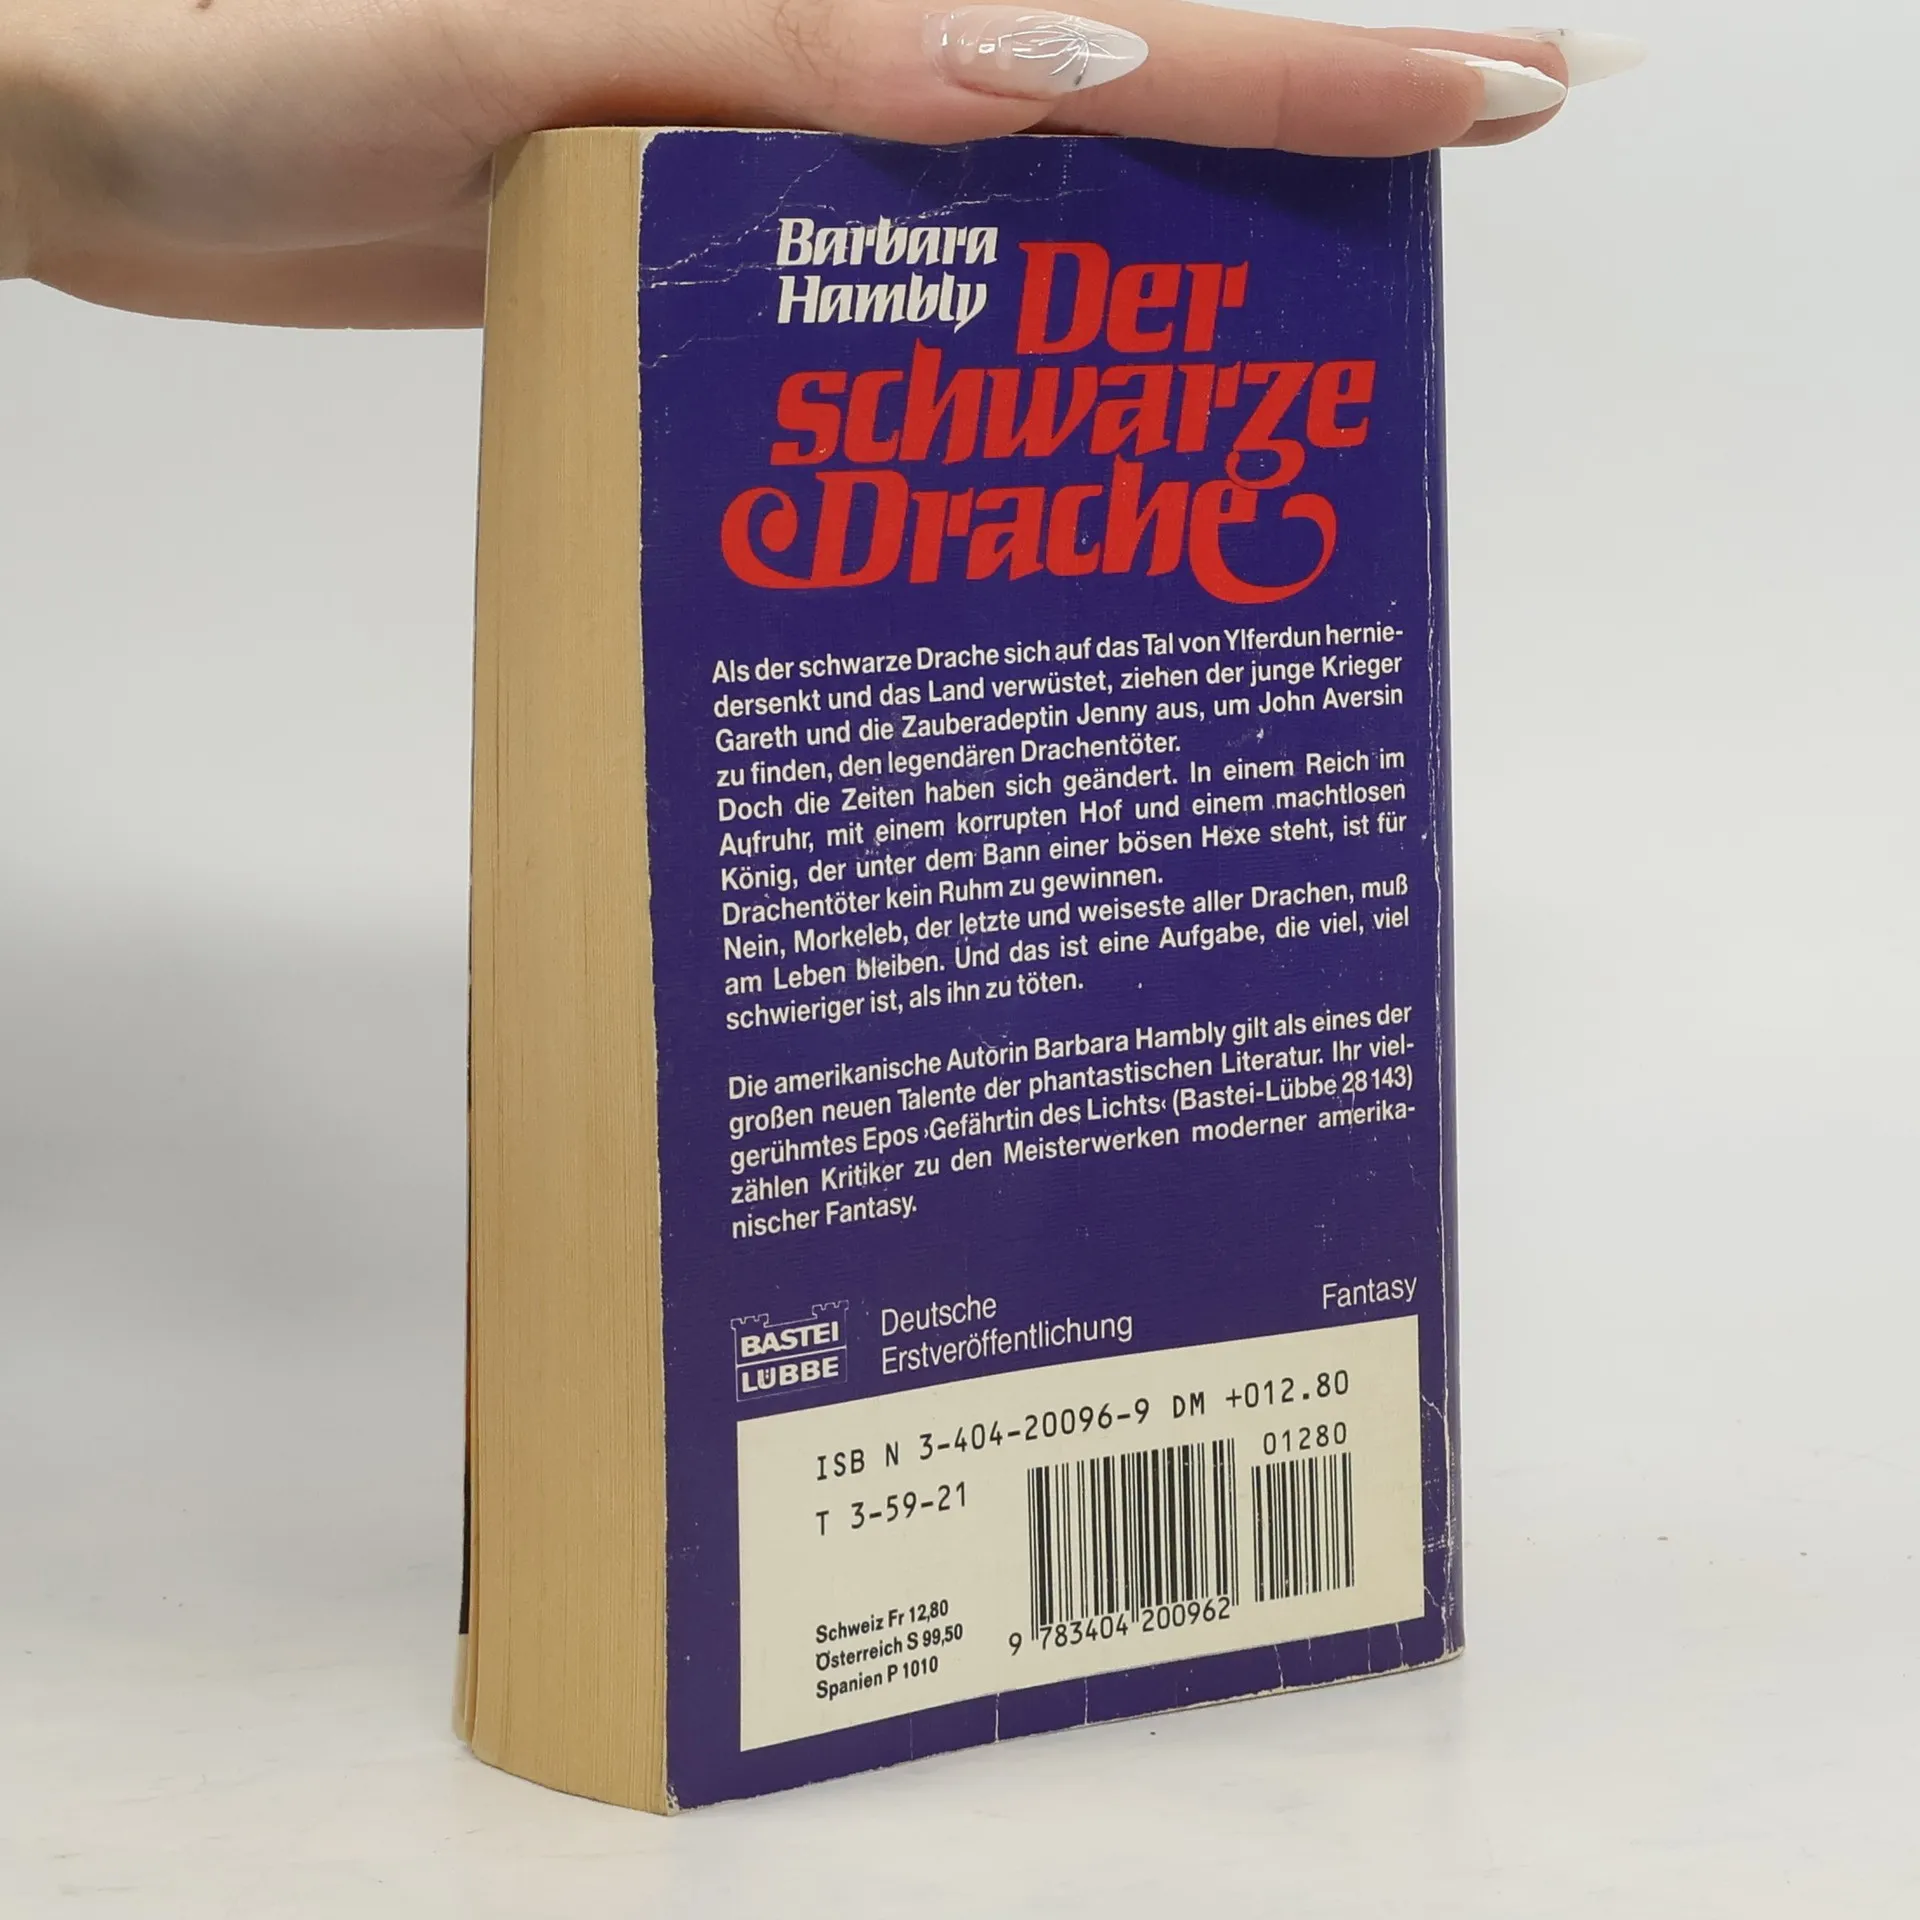 Barbara
Hambly
Der
schwarze
Drache
Als der schwarze Drache sich auf das Tal von Ylferdun hernie-
dersenkt und das Land verwüstet, ziehen der junge Krieger
Gareth und die Zauberadeptin Jenny aus, um John Aversin
zu finden, den legendären Drachentöter.
Doch die Zeiten haben sich geändert. In einem Reich im
Aufruhr, mit einem korrupten Hof und einem machtlosen
König, der unter dem Bann einer bösen Hexe steht, ist für
Drachentöter kein Ruhm zu gewinnen.
Nein, Morkeleb, der letzte und weiseste aller Drachen, muß
am Leben bleiben. Und das ist eine Aufgabe, die viel, viel
schwieriger ist, als ihn zu töten.
Die amerikanische Autorin Barbara Hambly gilt als eines der
großen neuen Talente der phantastischen Literatur. Ihr viel-
gerühmtes Epos ›Gefährtin des Lichts‹ (Bastei-Lübbe 28 143)
zählen Kritiker zu den Meisterwerken moderner amerika-
nischer Fantasy.
BASTEI
LÜBBE
Deutsche
Erstveröffentlichung
Fantasy
ISB N 3-404-20096-9 DM +012.80
01280
T 3-59-21
Schweiz Fr 12,80
Österreich S 99,50
Spanien P 1010
9 783404 200962